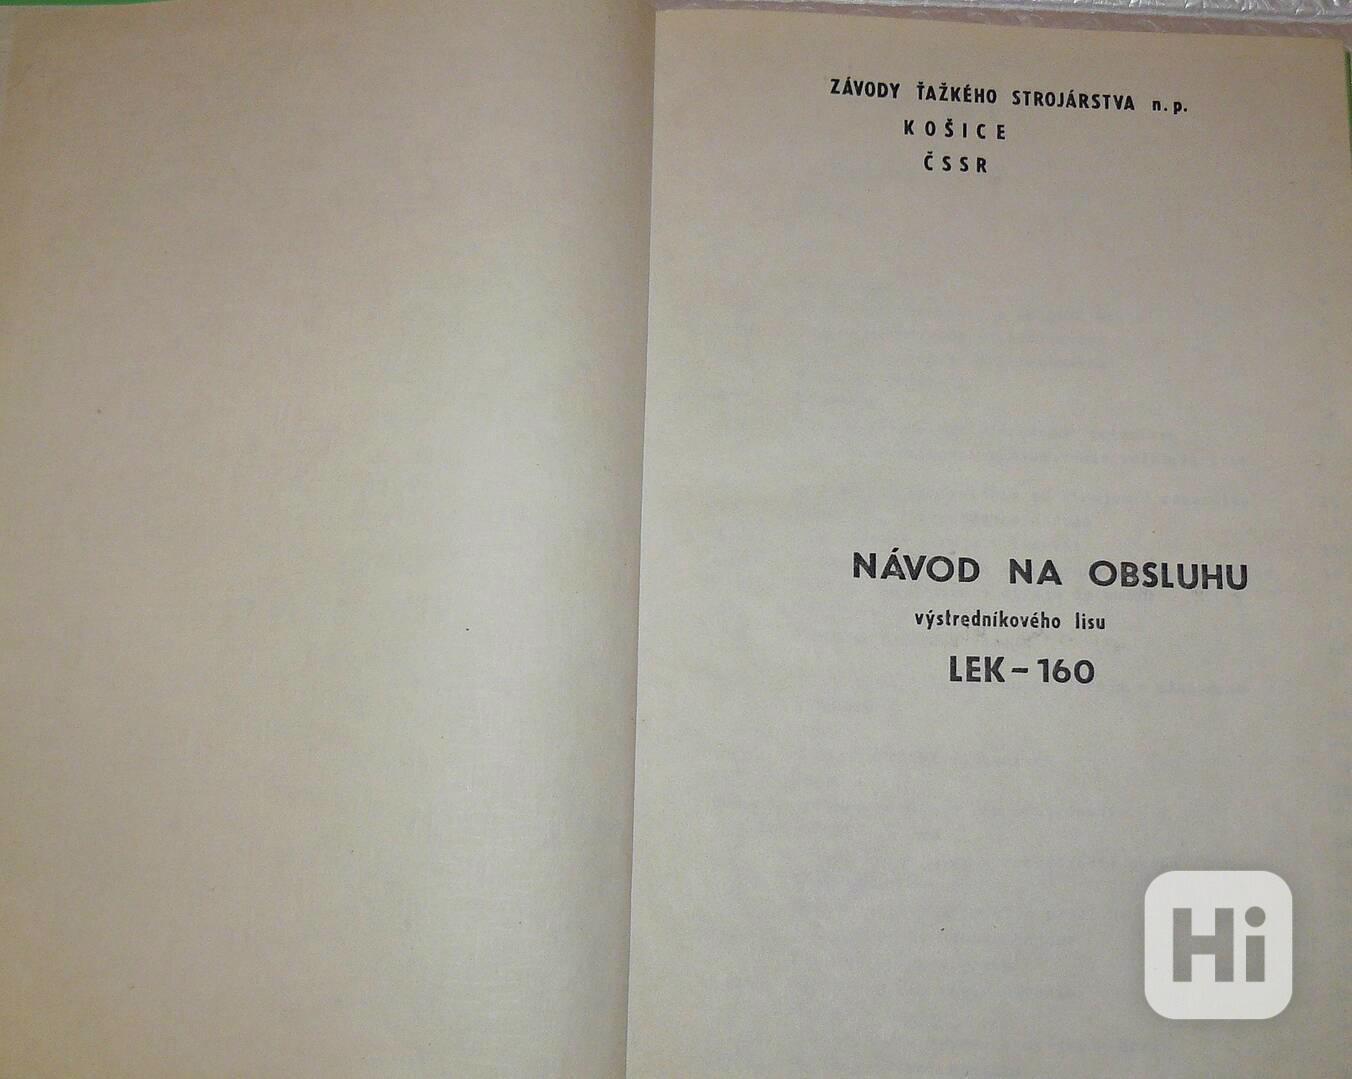 ZÁVODY ŤAŽKÉHO STROJÁRSTVA n.p.
KOŠICE
ČSSR
NÁVOD NA OBSLUHU
výstredníkového lisu
LEK – 160
Hi